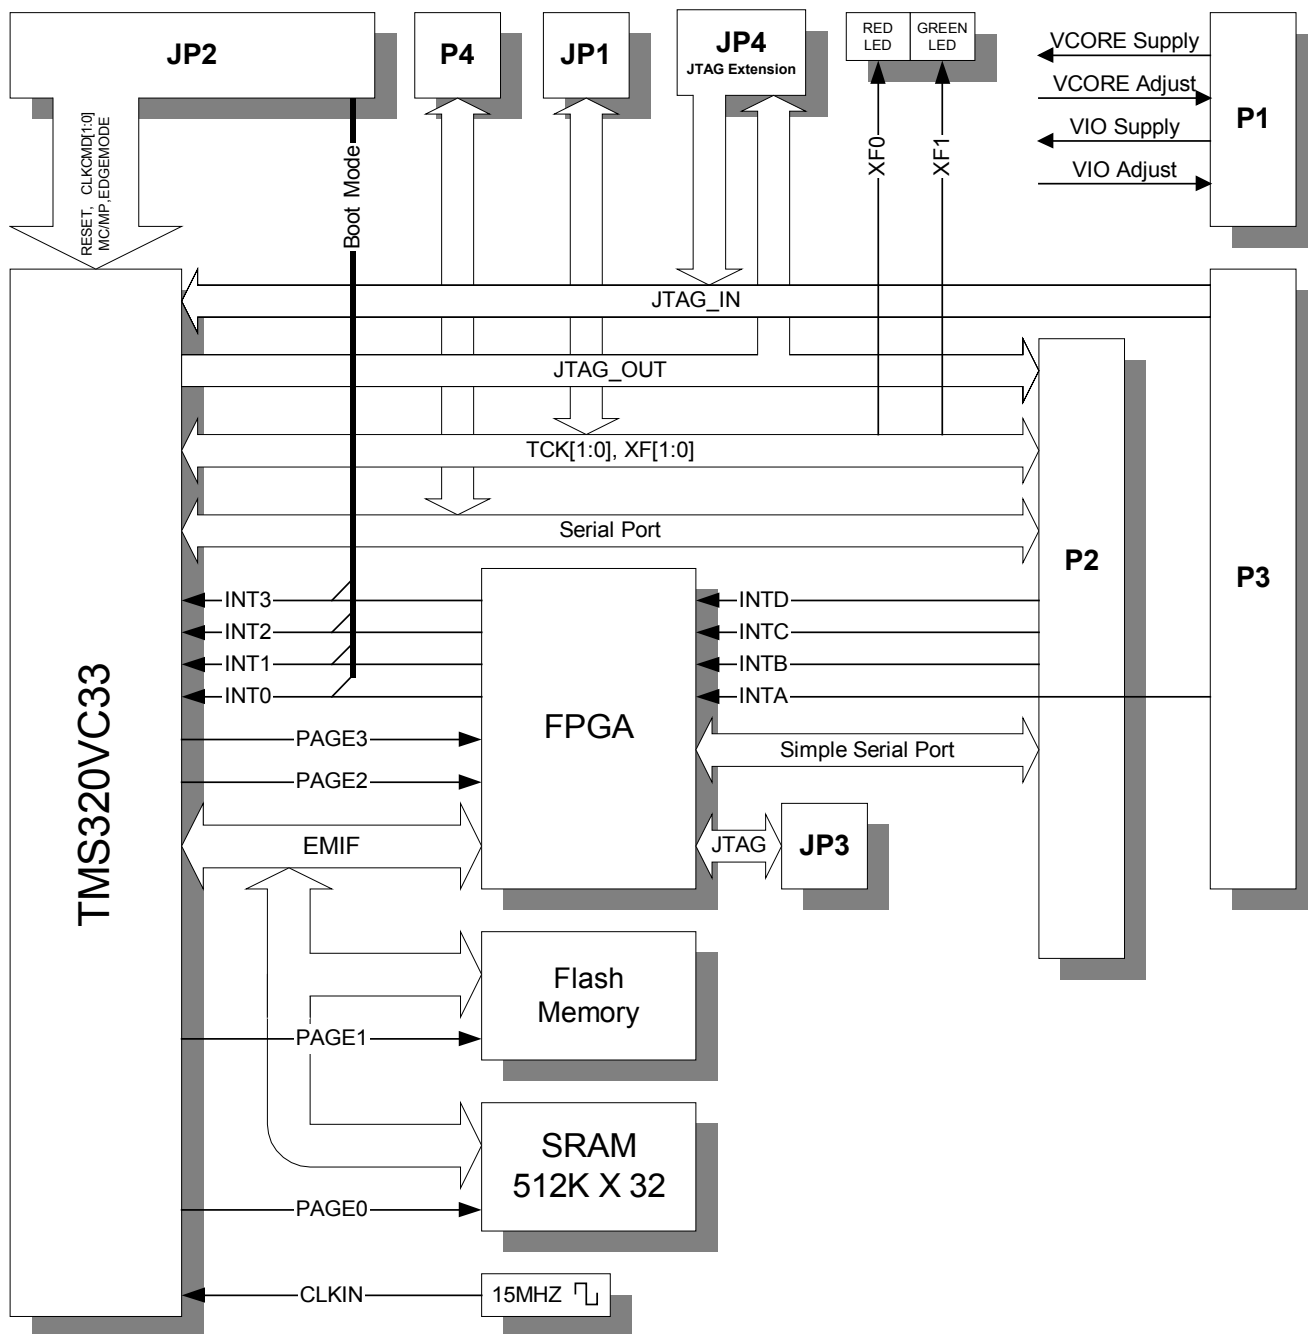 JP2
P4
JP1
JP4
JTAG Extension
RED
LED
GREEN
LED
VCORE Supply
VCORE Adjust
VIO Supply
VIO Adjust
P1
RESET, CLKCMD[1:0]
MC/MP,EDGEMODE
Boot Mode
XF0
XF1
JTAG_IN
JTAG_OUT
TCK[1:0], XF[1:0]
Serial Port
TMS320VC33
P2
P3
INT3
INT2
INT1
INT0
INTD
INTC
INTB
INTA
FPGA
PAGE3
PAGE2
Simple Serial Port
EMIF
JTAG
JP3
Flash
Memory
PAGE1
SRAM
512K X 32
PAGE0
CLKIN
15MHZ